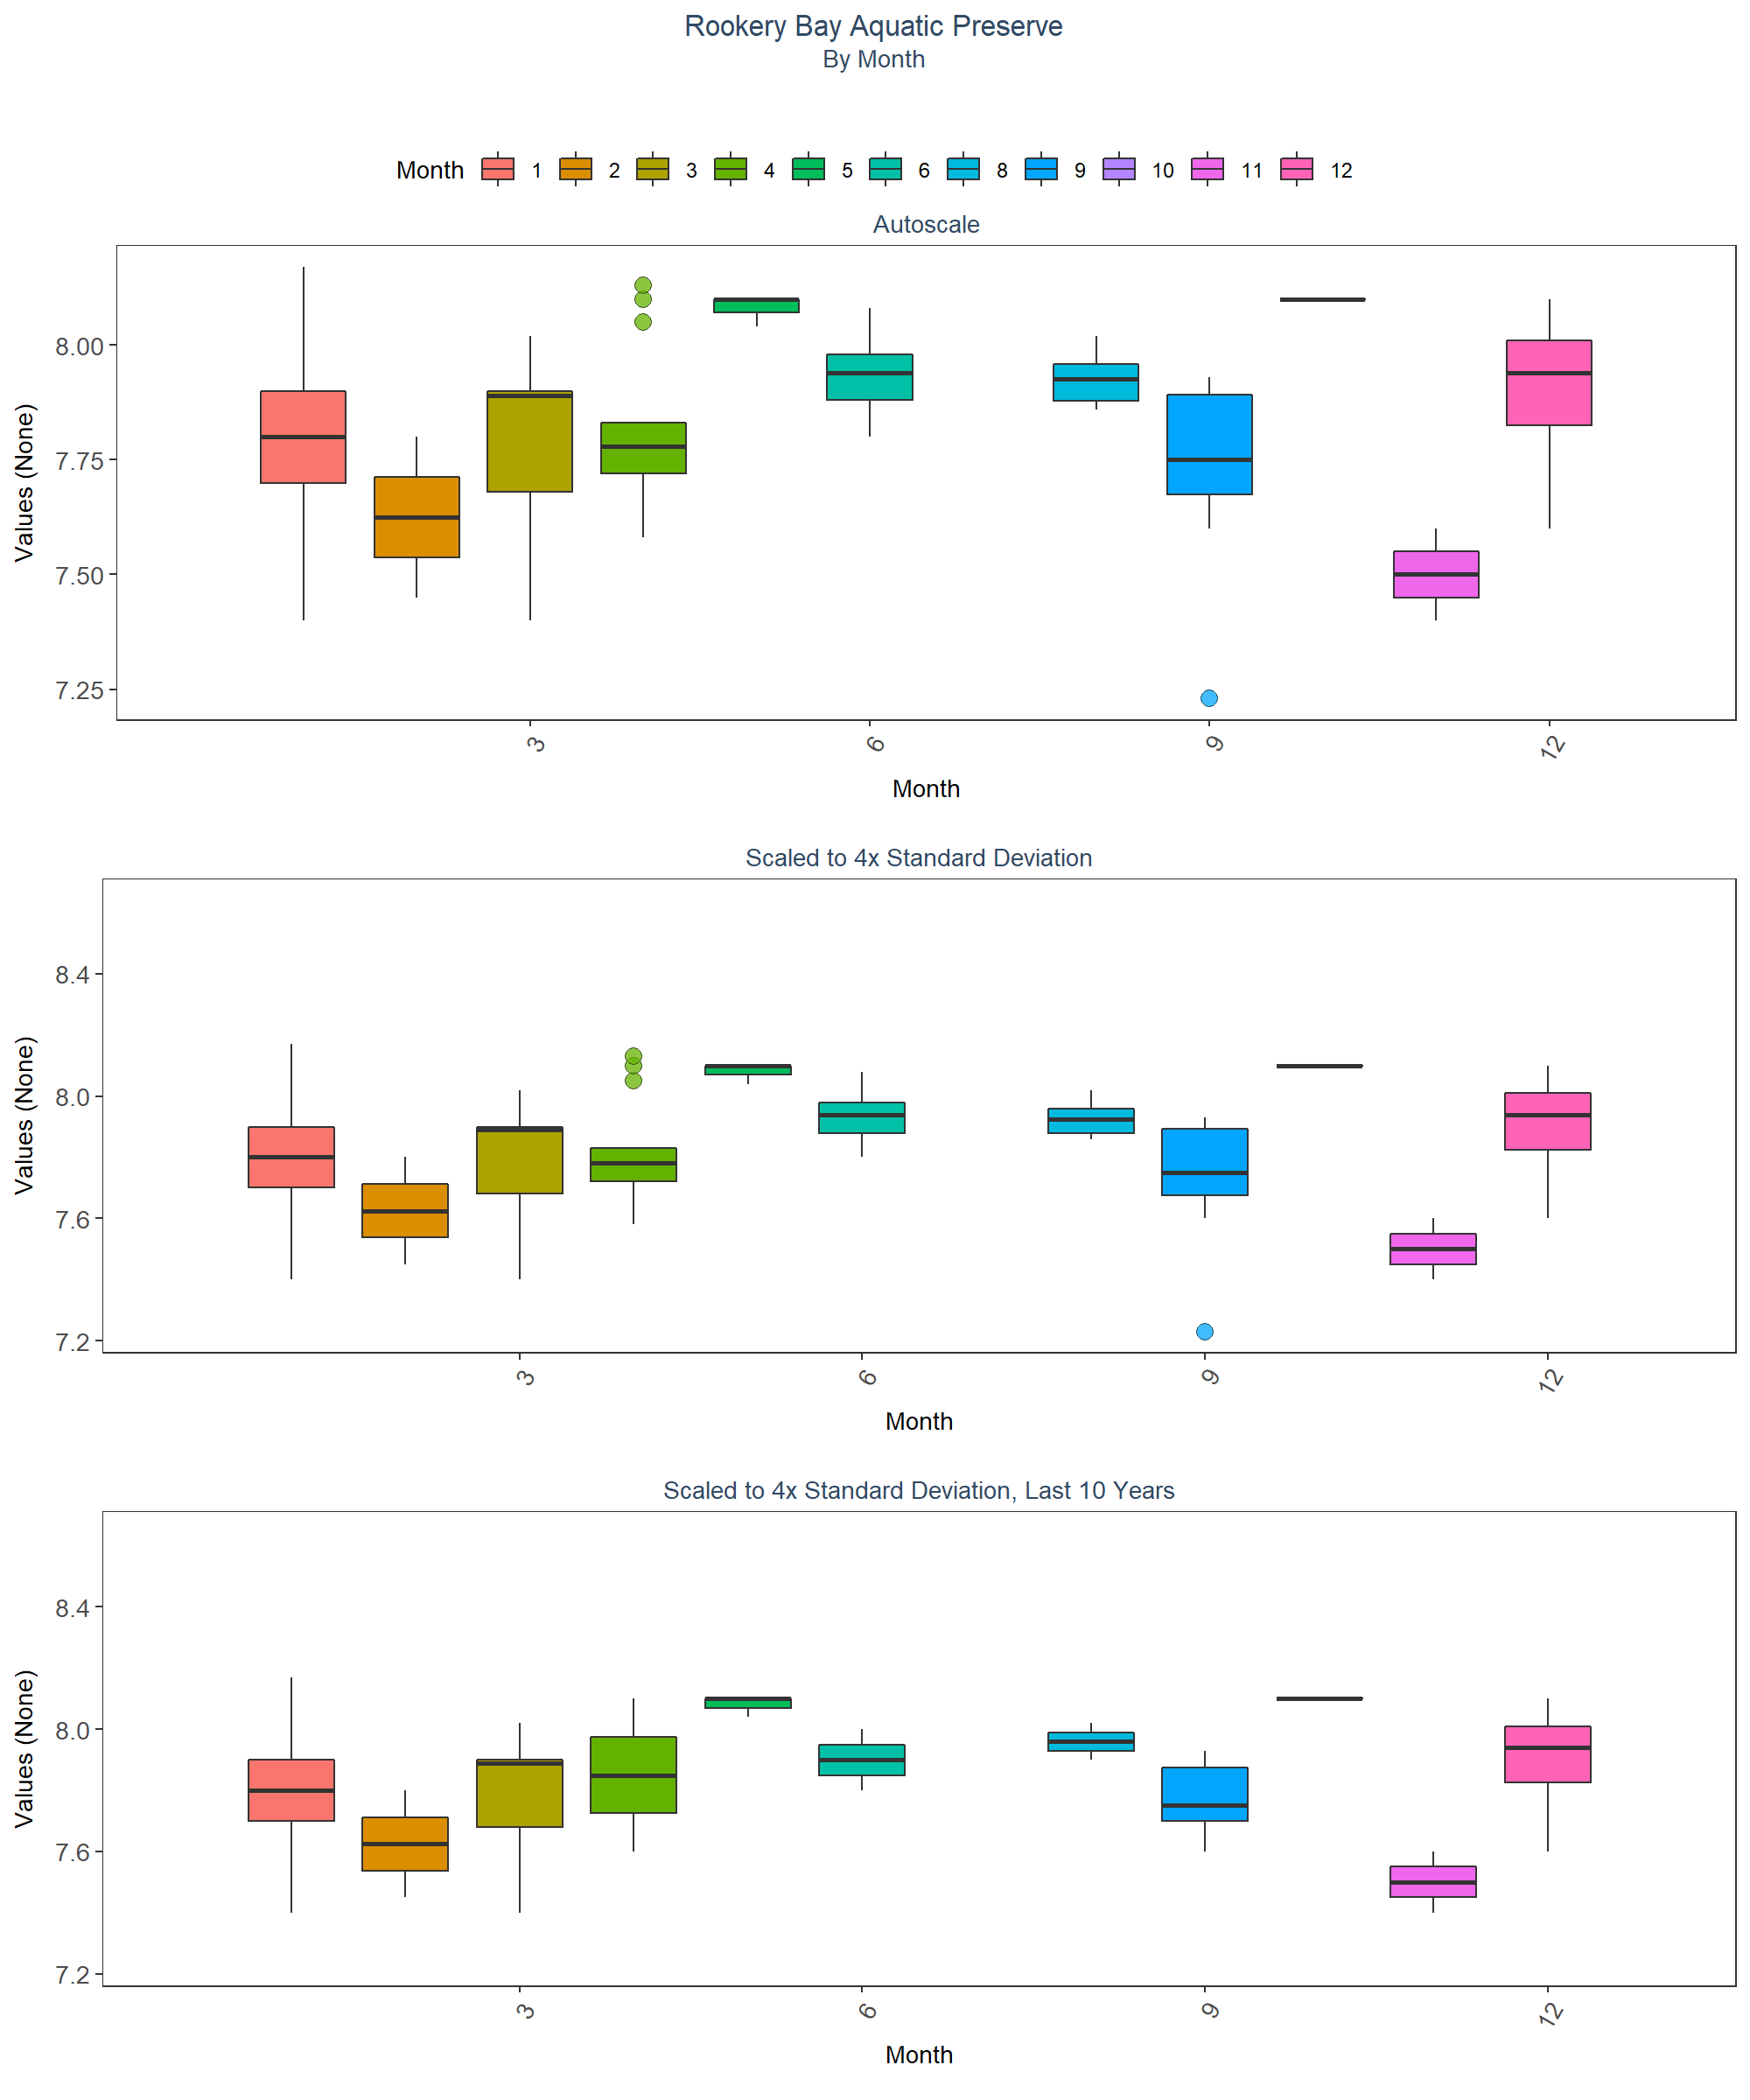 Rookery Bay Aquatic Preserve
By Month
Month 1 2 3 4 5 6 8 9 10 11 12
Autoscale
Values (None)
8.00
7.75
7.50
7.25
3 6 9 12
Month
Scaled to 4x Standard Deviation
Values (None)
8.4
8.0
7.6
7.2
3 6 9 12
Month
Scaled to 4x Standard Deviation, Last 10 Years
Values (None)
8.4
8.0
7.6
7.2
3 6 9 12
Month